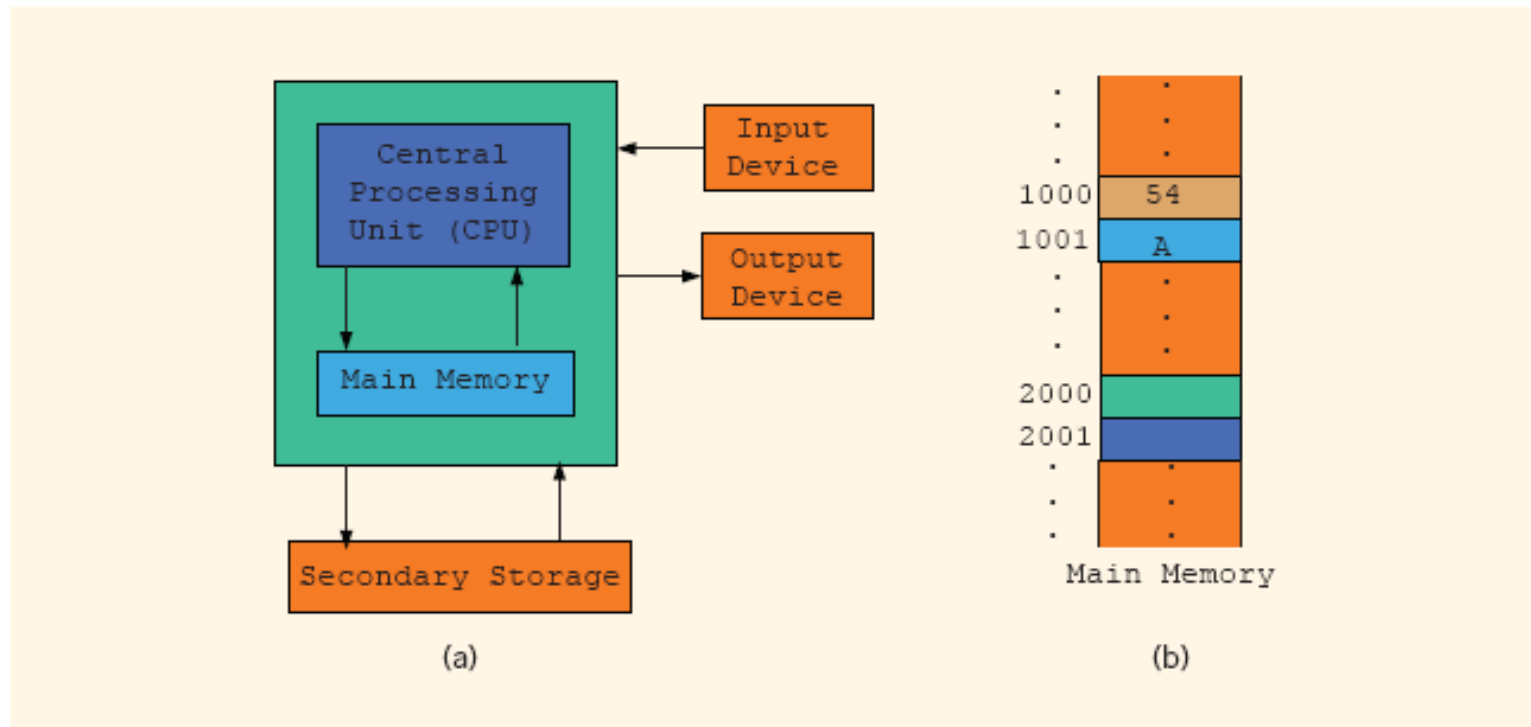 Central
Processing
Unit (CPU)
Main Memory
Input
Device
Output
Device
Secondary Storage
(a)
.
.
.
1000 54
1001 A
.
.
.
2000
2001
.
.
.
Main Memory
(b)